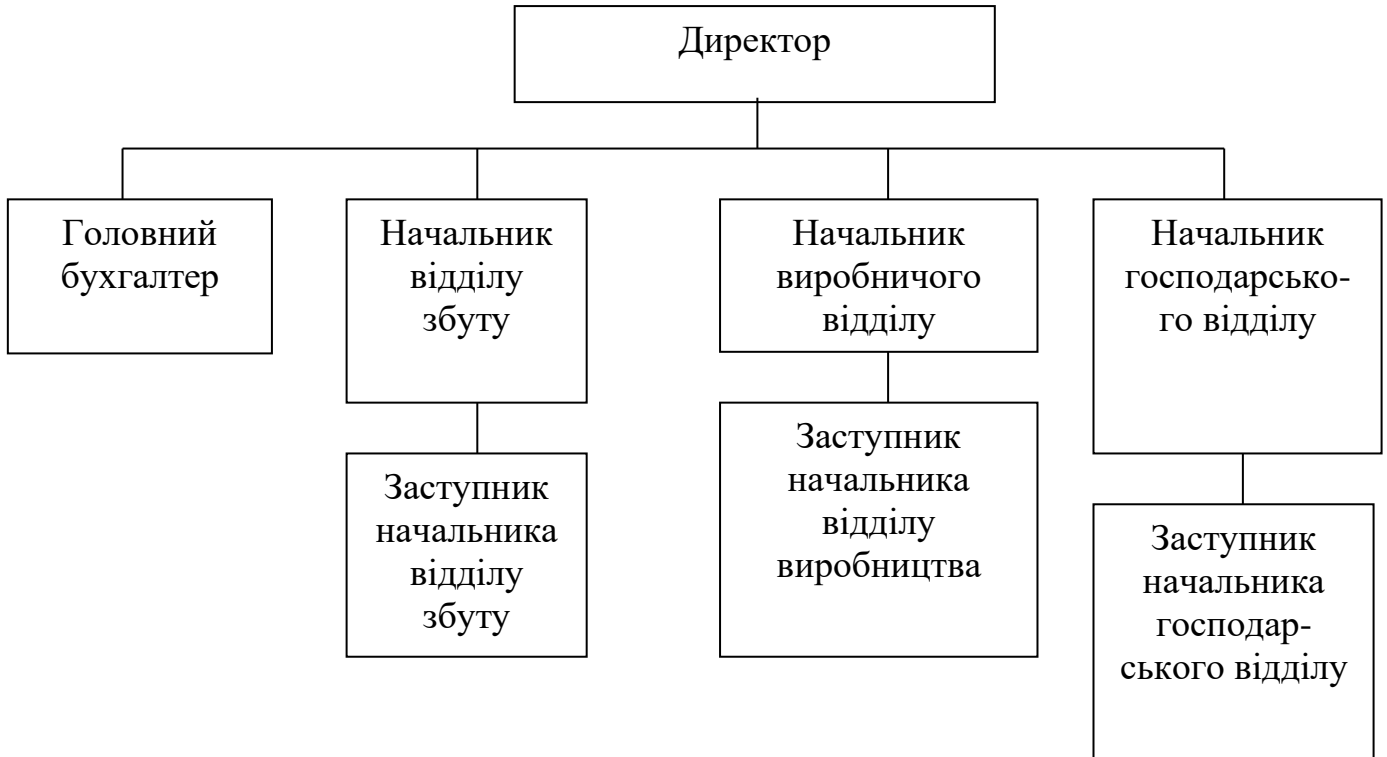 Директор
Головний
бухгалтер
Начальник
відділу
збуту
Начальник
виробничого
відділу
Начальник
господарсько-
го відділу
Заступник
начальника
відділу
збуту
Заступник
начальника
відділу
виробництва
Заступник
начальника
господар-
ського відділу